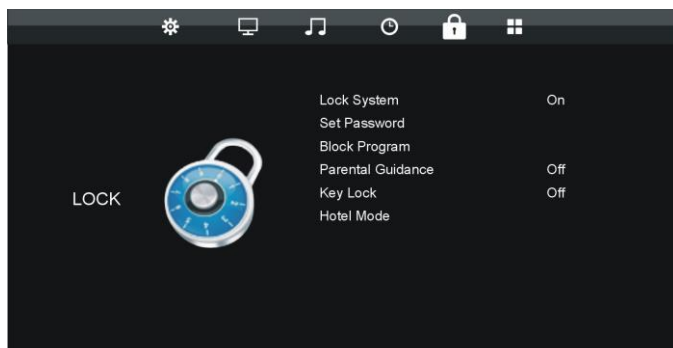 Lock System On
Set Password
Block Program
Parental Guidance Off
LOCK
Key Lock Off
Hotel Mode